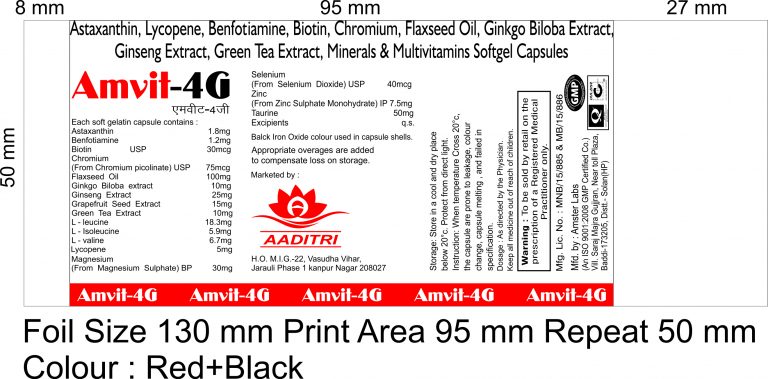 8 mm 95 mm 27 mm
50 mm
Astaxanthin, Lycopene, Benfotiamine, Biotin, Chromium, Flaxseed Oil, Ginkgo Biloba Extract,
Ginseng Extract, Green Tea Extract, Minerals & Multivitamins Softgel Capsules
Amvit-4G
एमवीट-4जी
Each soft gelatin capsule contains :
Astaxanthin 1.8mg
Benfotiamine 1.2mg
Biotin USP 30mcg
Chromium
(From Chromium picolinate) USP 75mcg
Flaxseed Oil 100mg
Ginkgo Biloba extract 10mg
Ginseng Extract 25mg
Grapefruit Seed Extract 15mg
Green Tea Extract 10mg
L - leucine 18.3mg
L - Isoleucine 5.9mg
L - valine 6.7mg
Lycopene 5mg
Magnesium
(From Magnesium Sulphate) BP 30mg
Selenium
(From Selenium Dioxide) USP 40mcg
Zinc
(From Zinc Sulphate Monohydrate) IP 7.5mg
Taurine 50mg
Excipients q.s.
Balck Iron Oxide colour used in capsule shells.
Appropriate overages are added
to compensate loss on storage.
Marketed by :
AADITRI
H.O. M.I.G.-22, Vasudha Vihar,
Jarauli Phase 1 kanpur Nagar 208027
Storage: Store in a cool and dry place
below 20°c. Protect from direct light.
Instruction: When temperature Cross 20°c,
the capsule are prone to leakage, colour
change, capsule melting , and failed in
specification.
Dosage : As directed by the Physician.
Keep all medicine out of reach of children.
Warning : To be sold by retail on the
prescription of a Registered Medical
Practitioner only.
Mfg. Lic. No. : MNB/15/885 & MB/15/886
Mfd. by : Amster Labs
(An ISO 9001:2008 GMP Certified Co.)
Vill. Saraj Majra Gujjran, Near toll Plaza,
Baddi-173205, Distt.- Solan(HP)
GMP
Amvit-4G Amvit-4G Amvit-4G Amvit-4G Amvit-4G
Foil Size 130 mm Print Area 95 mm Repeat 50 mm
Colour : Red+Black